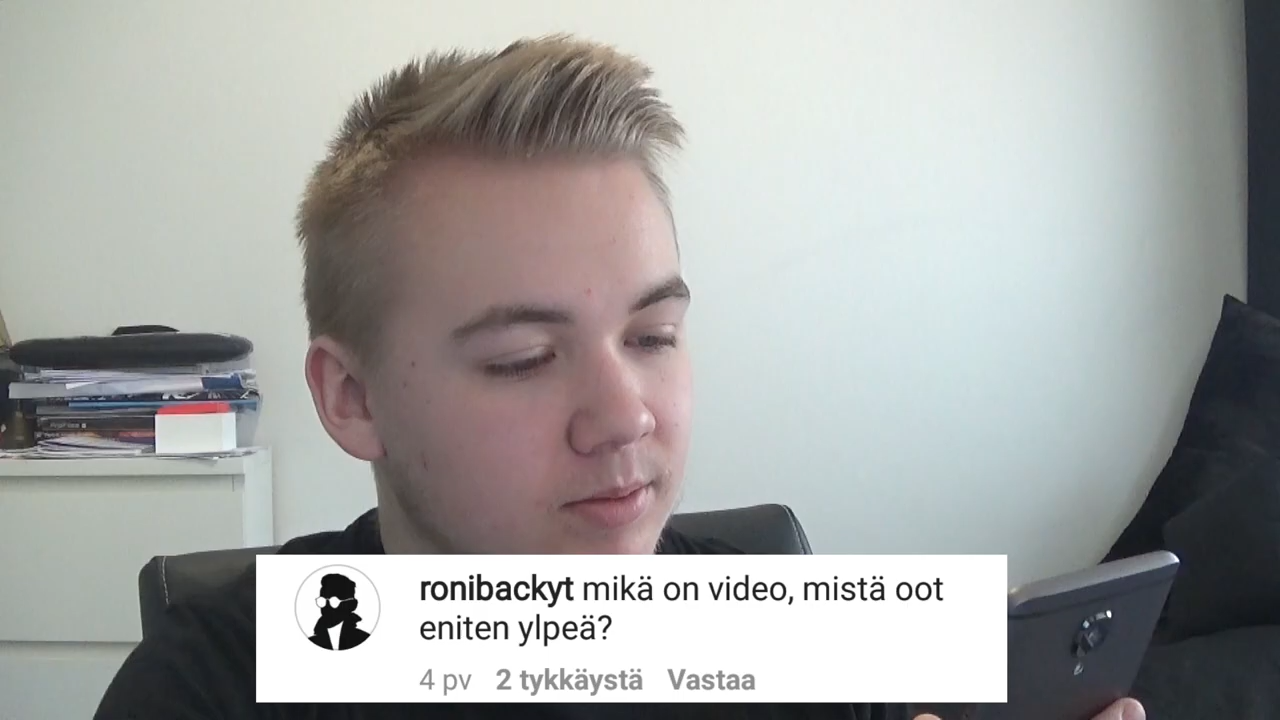 ronibackyt mikä on video, mistä oot
eniten ylpeä?
4 pv 2 tykkäystä Vastaa